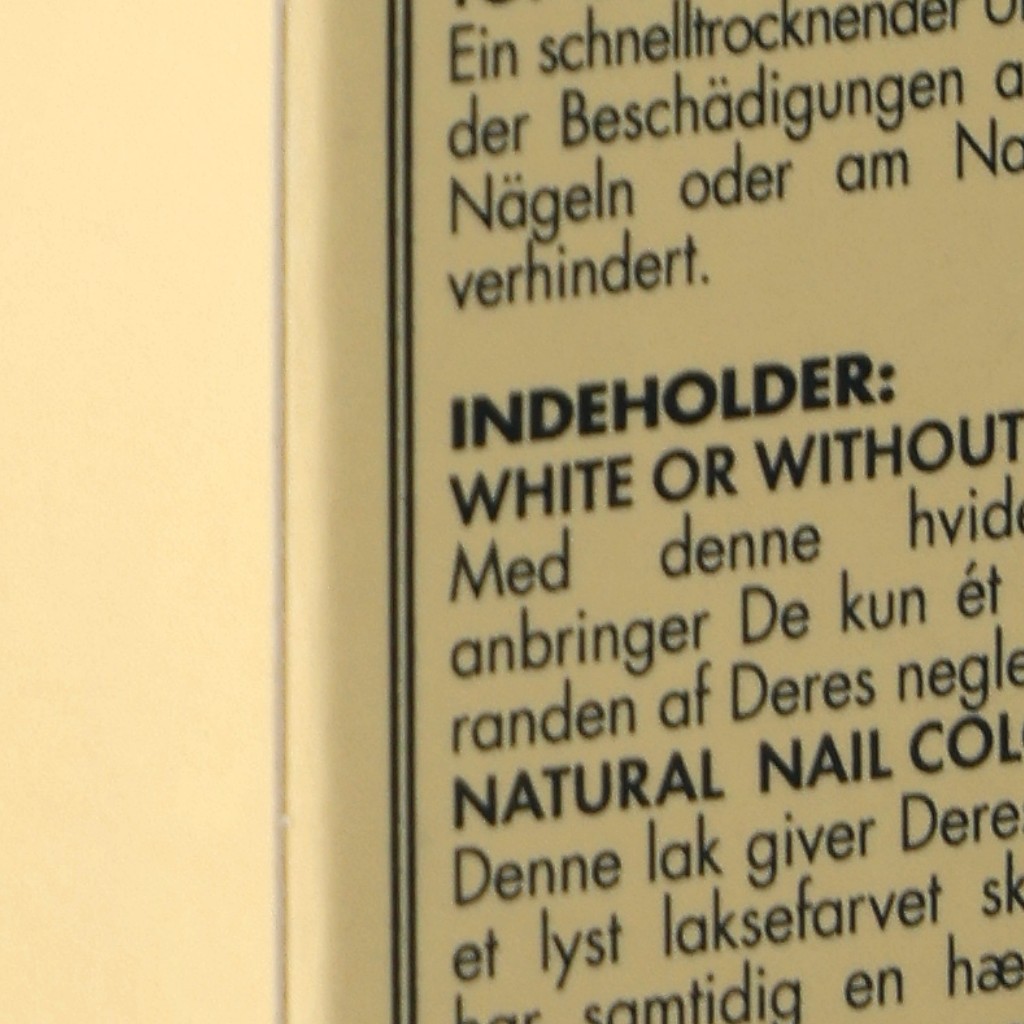 Ein schnelltrocknender
der Beschädigungen
Nägeln oder am
verhindert.
INDEHOLDER:
WHITE OR WITHOUT
Med denne
anbringer De kun ét
randen af Deres
NATURAL NAIL
Denne lak giver
et lyst laksefarvet
har samtidig en